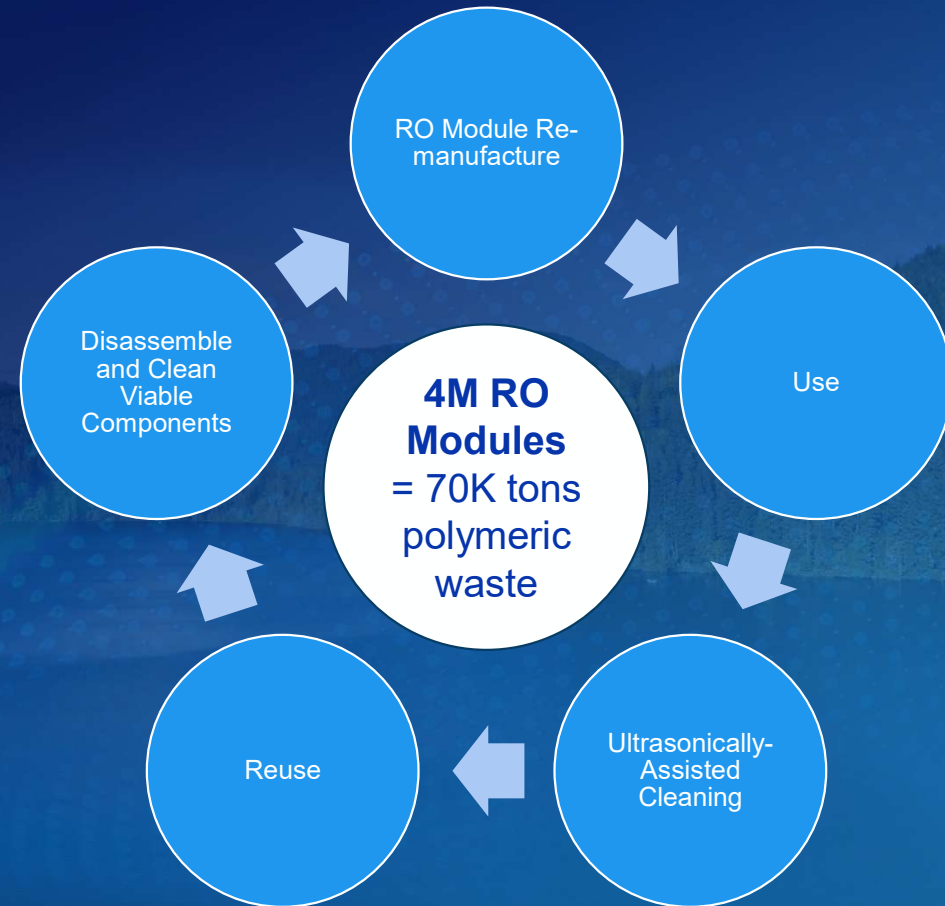 RO Module Re-
manufacture
Use
Ultrasonically-
Assisted
Cleaning
Reuse
Disassemble
and Clean
Viable
Components
4M RO
Modules
= 70K tons
polymeric
waste